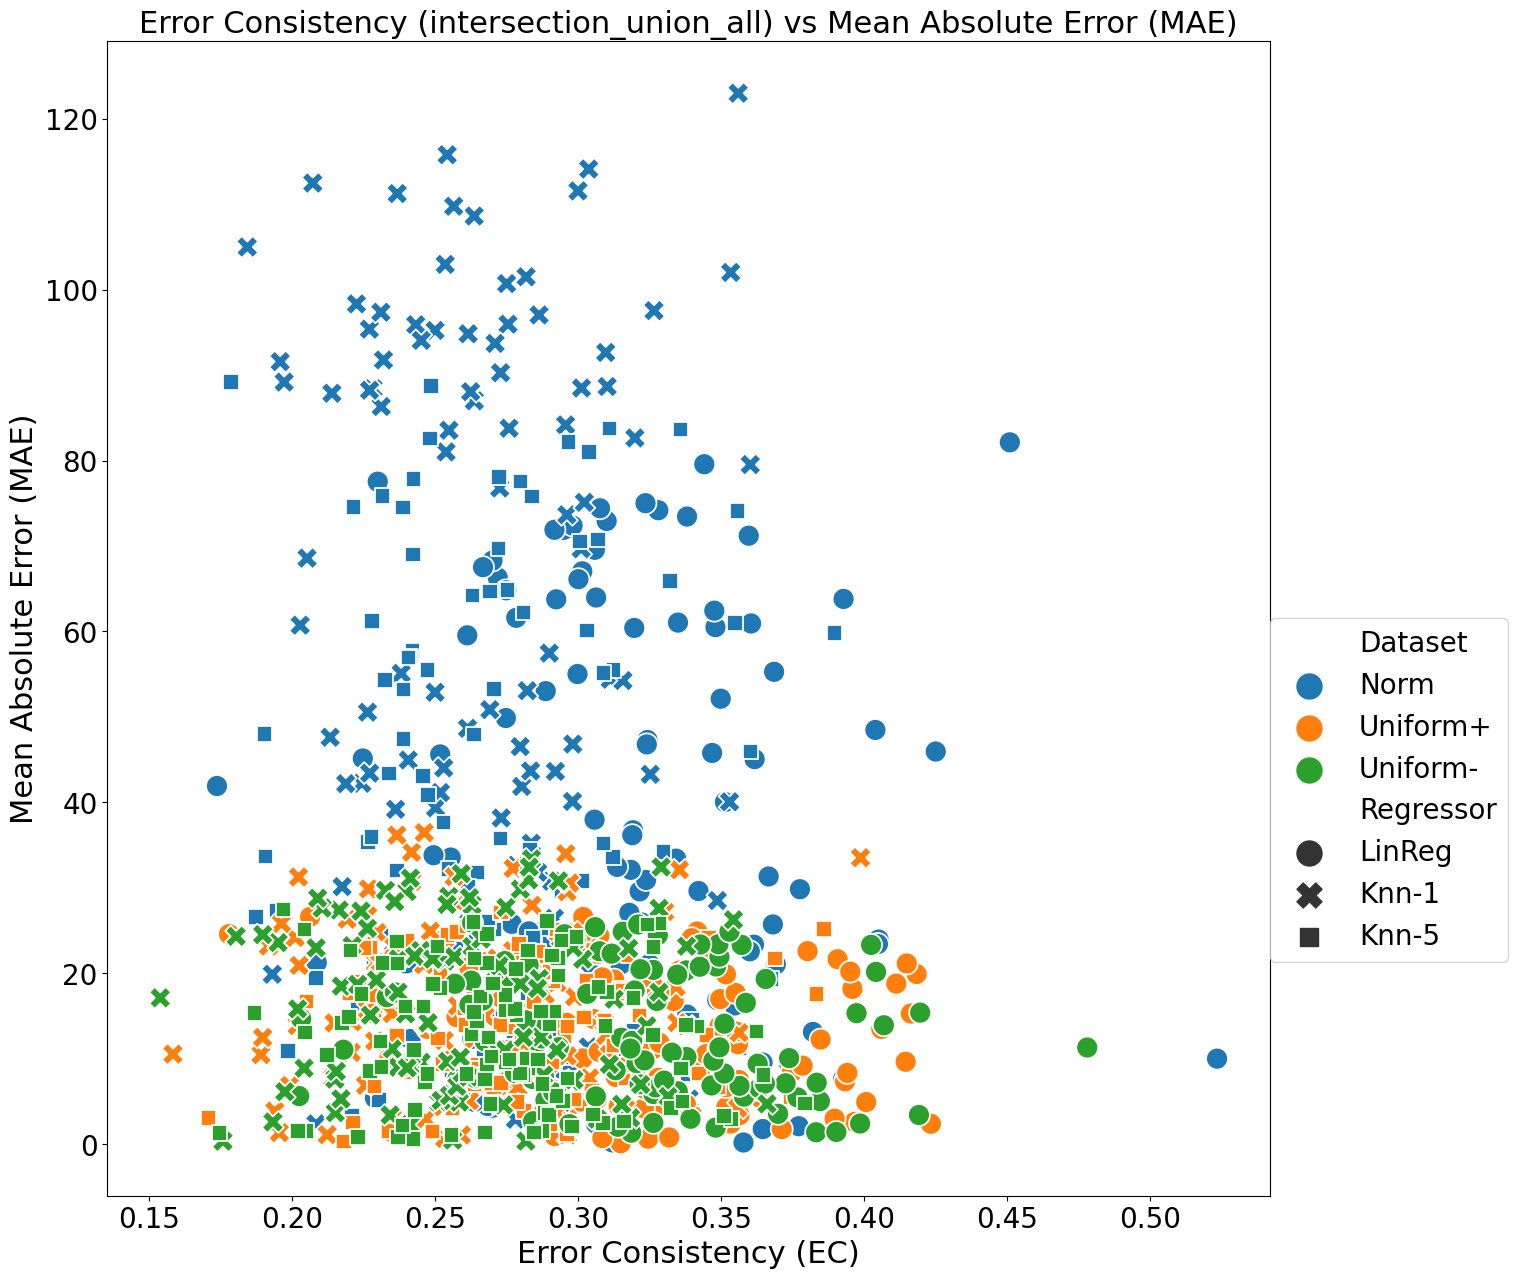 Error Consistency (intersection_union_all) vs Mean Absolute Error (MAE)
Mean Absolute Error (MAE)
120
100
80
60
40
20
0
0.15 0.20 0.25 0.30 0.35 0.40 0.45 0.50
Error Consistency (EC)
Dataset
Norm
Uniform+
Uniform-
Regressor
LinReg
Knn-1
Knn-5